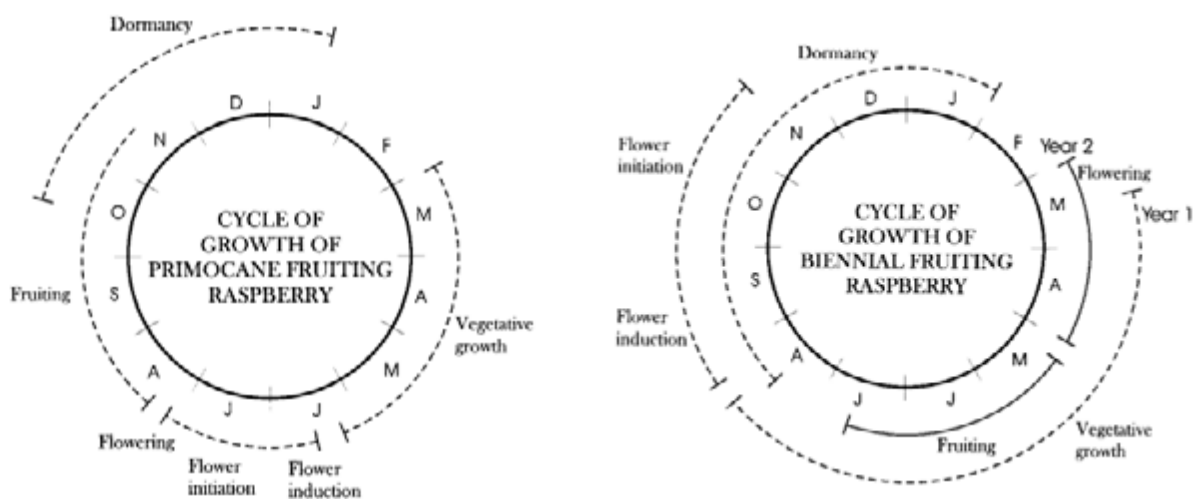 Dormancy
D
J
N
F
O
M
S
A
A
M
J
J
CYCLE OF
GROWTH OF
PRIMOCANE FRUITING
RASPBERRY
Fruiting
Vegetative
growth
Flowering
Flower
initiation
Flower
induction
Dormancy
D
J
N
F
O
M
S
A
A
M
J
J
Flower
initiation
Year 2
Flowering
Year 1
CYCLE OF
GROWTH OF
BIENNIAL FRUITING
RASPBERRY
Flower
induction
Fruiting
Vegetative
growth